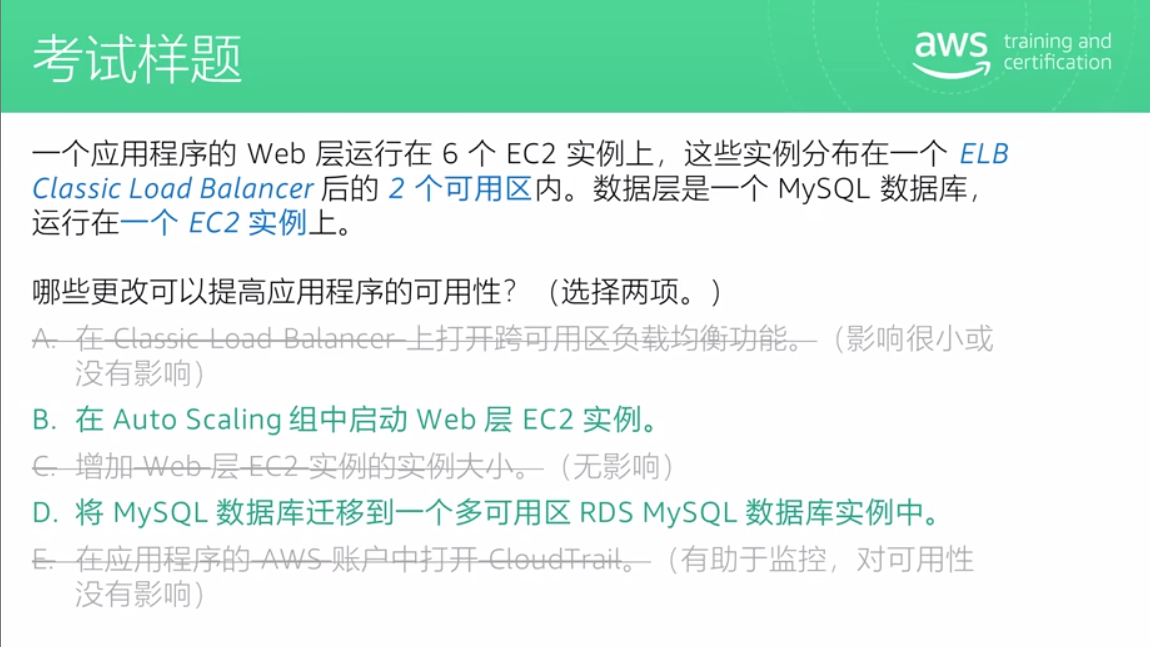 考试样题
aws training and
certification
一个应用程序的 Web 层运行在 6 个 EC2 实例上，这些实例分布在一个 ELB
Classic Load Balancer 后的 2 个可用区内。数据层是一个 MySQL 数据库，
运行在一个 EC2 实例上。
哪些更改可以提高应用程序的可用性？（选择两项。）
A. 在 Classic Load Balancer 上打开跨可用区负载均衡功能。（影响很小或
没有影响）
B. 在 Auto Scaling 组中启动 Web 层 EC2 实例。
C. 增加 Web 层 EC2 实例的实例大小。（无影响）
D. 将 MySQL 数据库迁移到一个多可用区 RDS MySQL 数据库实例中。
E. 在应用程序的 AWS 账户中打开 CloudTrail。（有助于监控，对可用性
没有影响）